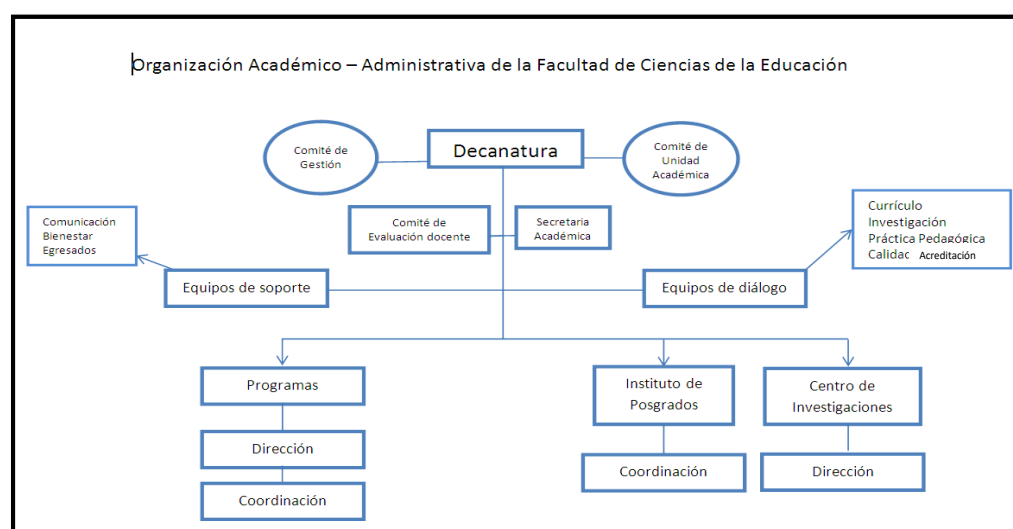 Organización Académico – Administrativa de la Facultad de Ciencias de la Educación
Comité de
Gestión
Decanatura
Comité de
Unidad
Académica
Comité de
Evaluación docente
Secretaria
Académica
Comunicación
Bienestar
Egresados
Currículo
Investigación
Práctica Pedagógica
Calidad Acreditación
Equipos de soporte
Equipos de diálogo
Programas
Instituto de
Posgrados
Centro de
Investigaciones
Dirección
Coordinación
Dirección
Coordinación